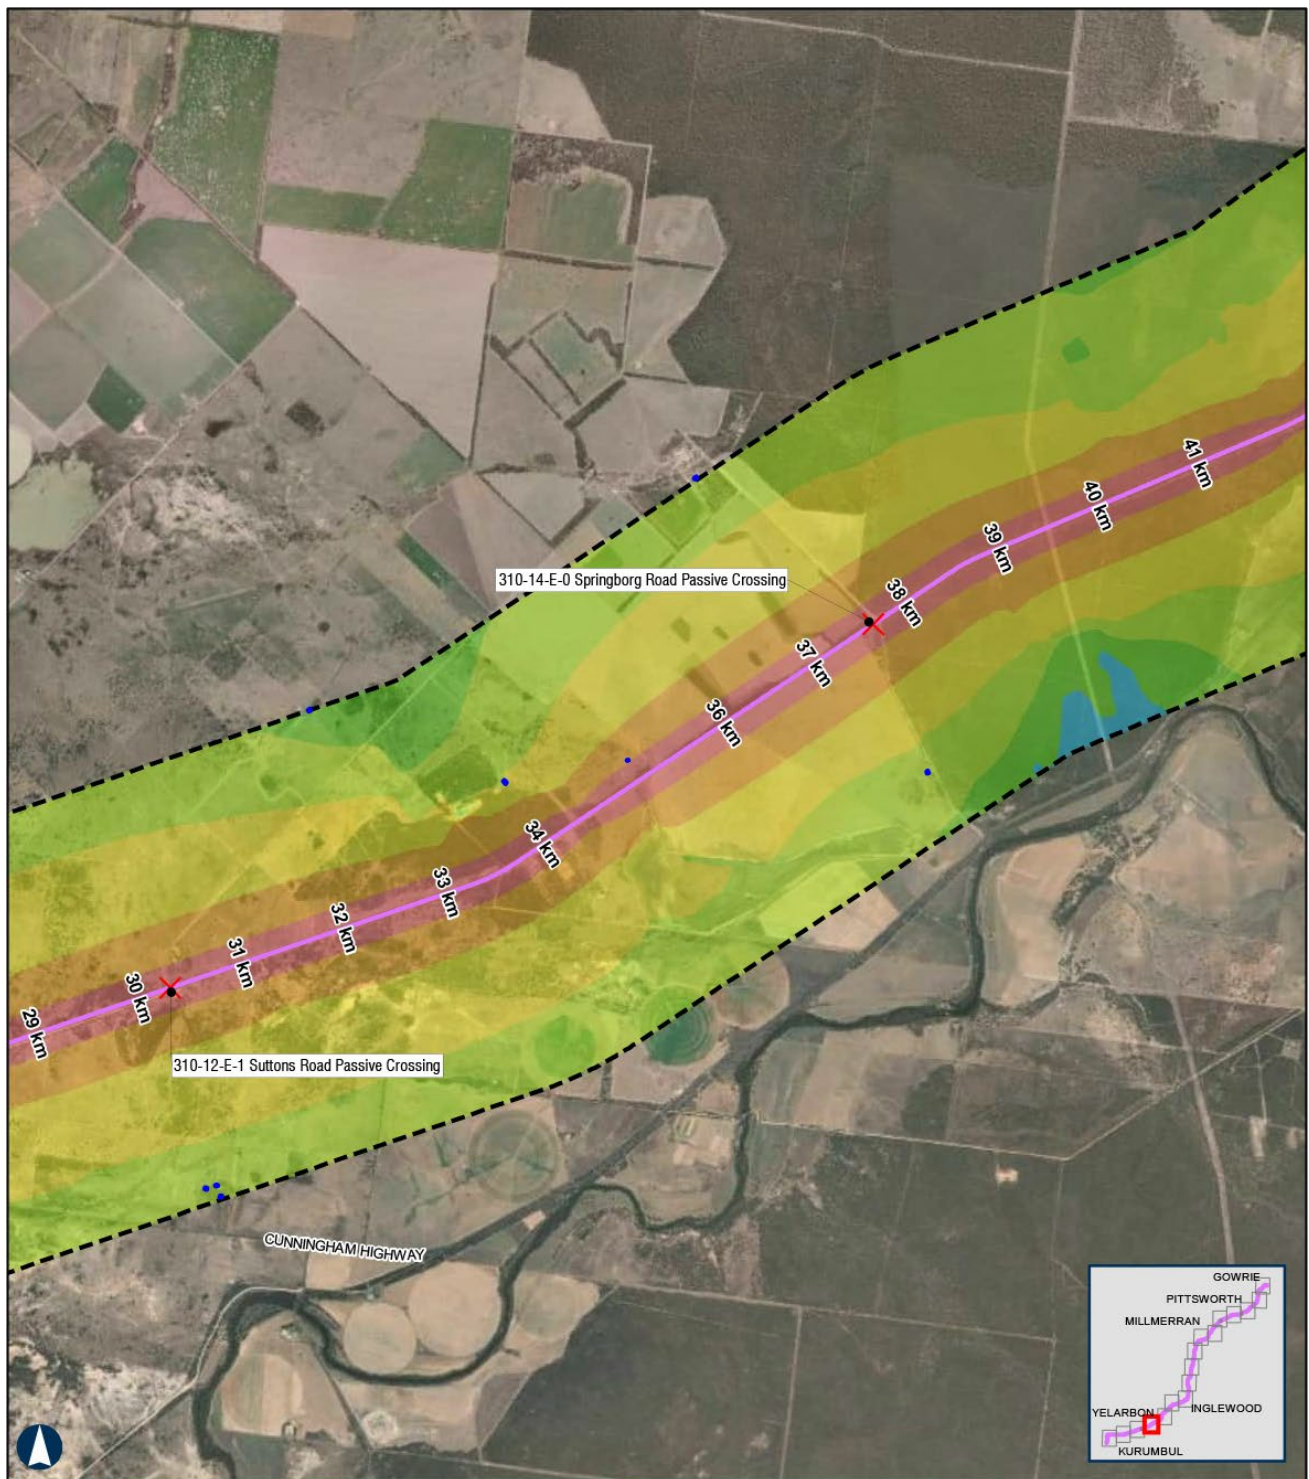 41 km
40 km
39 km
310-14-E-0 Springborg Road Passive Crossing
38 km
37 km
36 km
34 km
33 km
32 km
31 km
30 km
29 km
310-12-E-1 Suttons Road Passive Crossing
CUNNINGHAM HIGHWAY
GOWRIE
PITTSWORTH
MILLMERRAN
YELARBON
INGLEWOOD
KURUMBUL